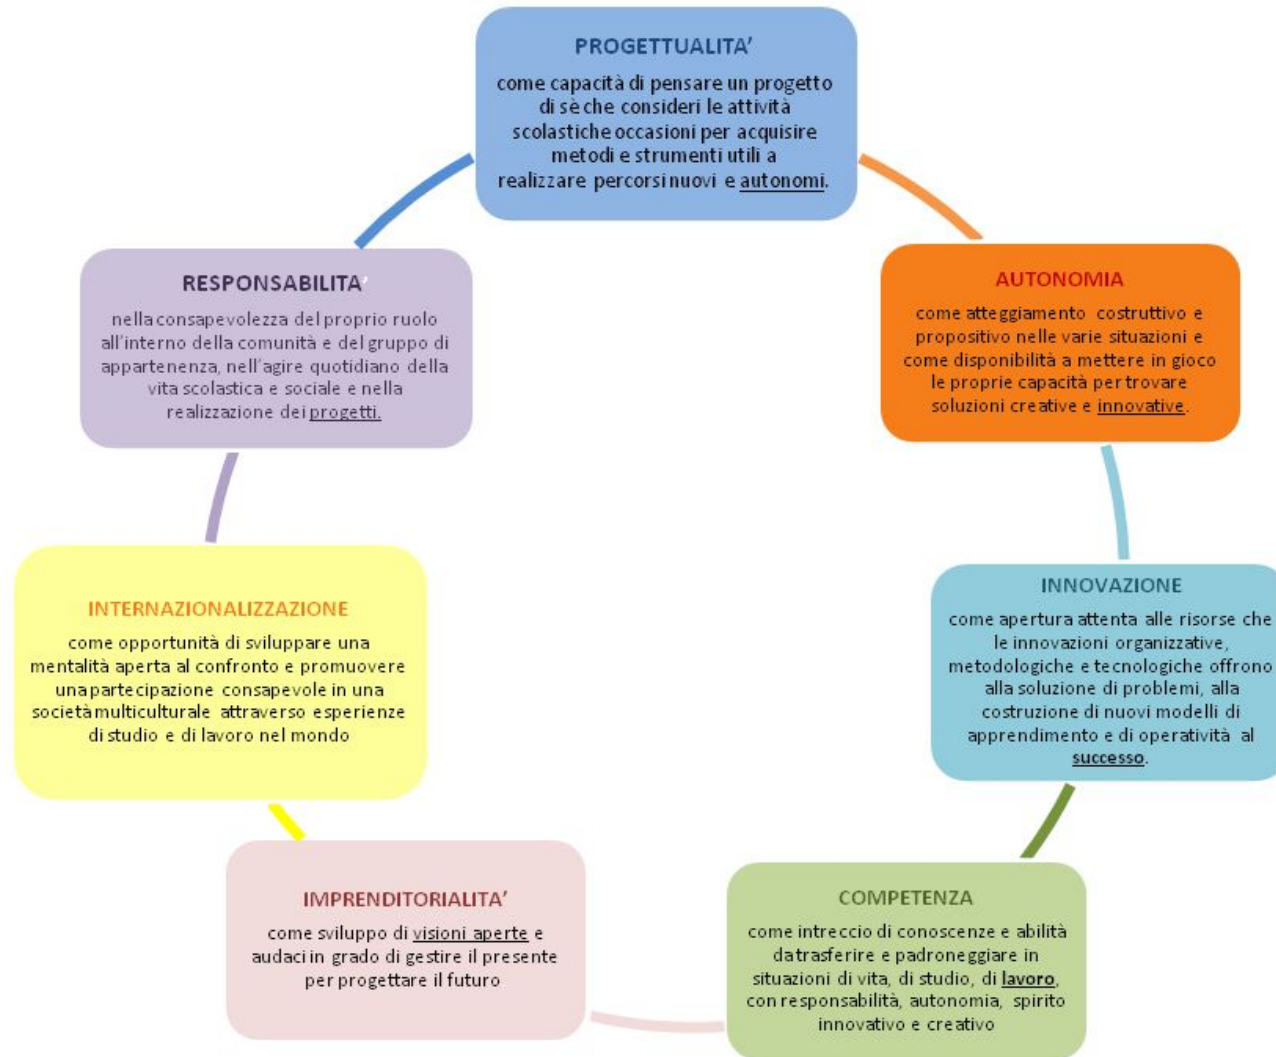 PROGETTUALITA’
come capacità di pensare un progetto
di sè che consideri le attività
scolastiche occasioni per acquisire
metodi e strumenti utili a
realizzare percorsi nuovi e autonomi.
AUTONOMIA
come atteggiamento costruttivo e
propositivo nelle varie situazioni e
come disponibilità a mettere in gioco
le proprie capacità per trovare
soluzioni creative e innovative.
INNOVAZIONE
come apertura attenta alle risorse che
le innovazioni organizzative,
metodologiche e tecnologiche offrono
alla soluzione di problemi, alla
costruzione di nuovi modelli di
apprendimento e di operatività al
successo.
COMPETENZA
come intreccio di conoscenze e abilità
da trasferire e padroneggiare in
situazioni di vita, di studio, di lavoro,
con responsabilità, autonomia, spirito
innovativo e creativo
IMPRENDITORIALITA’
come sviluppo di visioni aperte e
audaci in grado di gestire il presente
per progettare il futuro
INTERNAZIONALIZZAZIONE
come opportunità di sviluppare una
mentalità aperta al confronto e promuovere
una partecipazione consapevole in una
società multiculturale attraverso esperienze
di studio e di lavoro nel mondo
RESPONSABILITA’
nella consapevolezza del proprio ruolo
all’interno della comunità e del gruppo di
appartenenza, nell’agire quotidiano della
vita scolastica e sociale e nella
realizzazione dei progetti.